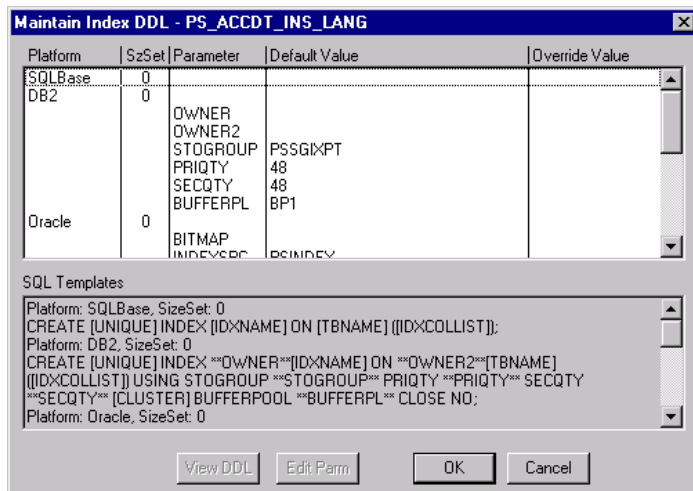 Maintain Index DDL - PS_ACCDT_INS_LANG
Platform SzSet Parameter Default Value Override Value
SQLBase 0
DB2 0
OWNER
OWNER2
STOGROUP PSSGIXPT
PRIQTY 48
SECQTY 48
BUFFERPL BP1
Oracle 0
BITMAP
INDEXSPC PSINDEX
SQL Templates
Platform: SQLBase, SizeSet: 0
CREATE [UNIQUE] INDEX [IDXNAME] ON [TBNAME] ([IDXCOLLIST]);
Platform: DB2, SizeSet: 0
CREATE [UNIQUE] INDEX **OWNER**[IDXNAME] ON **OWNER2**[TBNAME]
([IDXCOLLIST]) USING STOGROUP **STOGROUP** PRIQTY **PRIQTY** SECQTY
**SECQTY** [CLUSTER] BUFFERPOOL **BUFFERPL** CLOSE NO;
Platform: Oracle, SizeSet: 0
View DDL Edit Parm OK Cancel